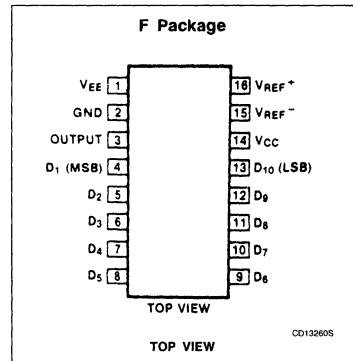 F Package
VEE 1
GND 2
OUTPUT 3
D1 (MSB) 4
D2 5
D3 6
D4 7
D5 8
16 VREF+
15 VREF−
14 VCC
13 D10 (LSB)
12 D9
11 D8
10 D7
9 D6
TOP VIEW
CD13260S
TOP VIEW